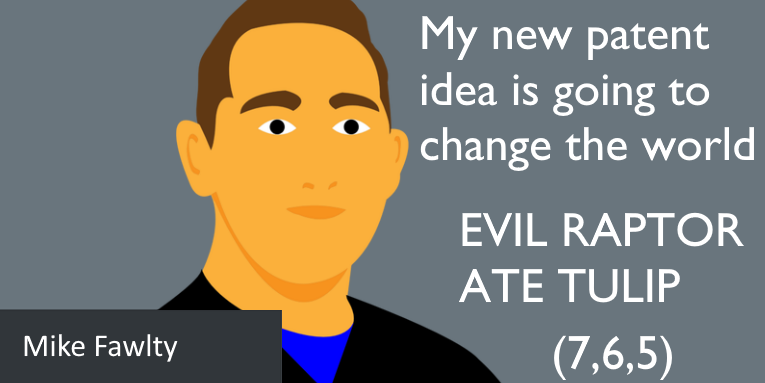 My new patent
idea is going to
change the world
EVIL RAPTOR
ATE TULIP
(7,6,5)
Mike Fawlty